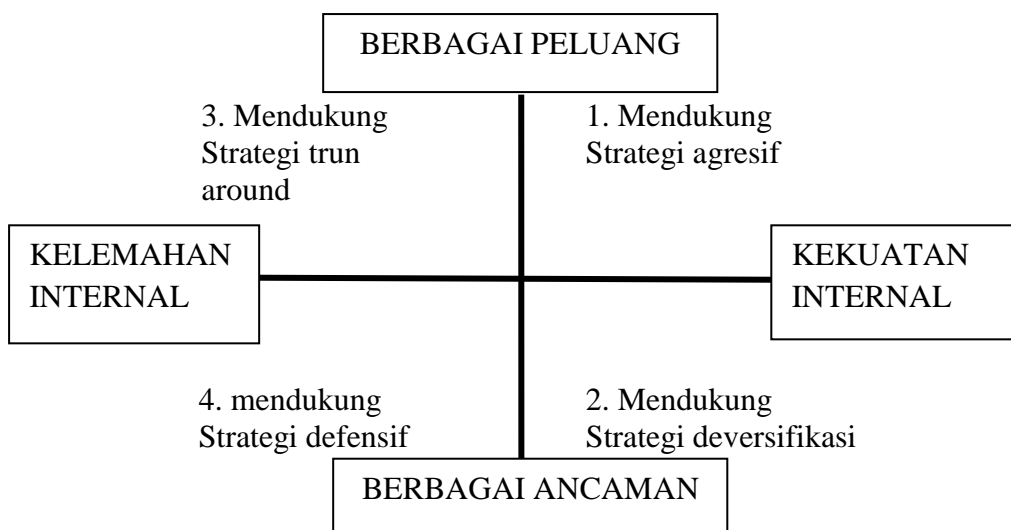 BERBAGAI PELUANG
3. Mendukung
Strategi trun
around
1. Mendukung
Strategi agresif
KELEMAHAN
INTERNAL
KEKUATAN
INTERNAL
4. mendukung
Strategi defensif
2. Mendukung
Strategi deversifikasi
BERBAGAI ANCAMAN